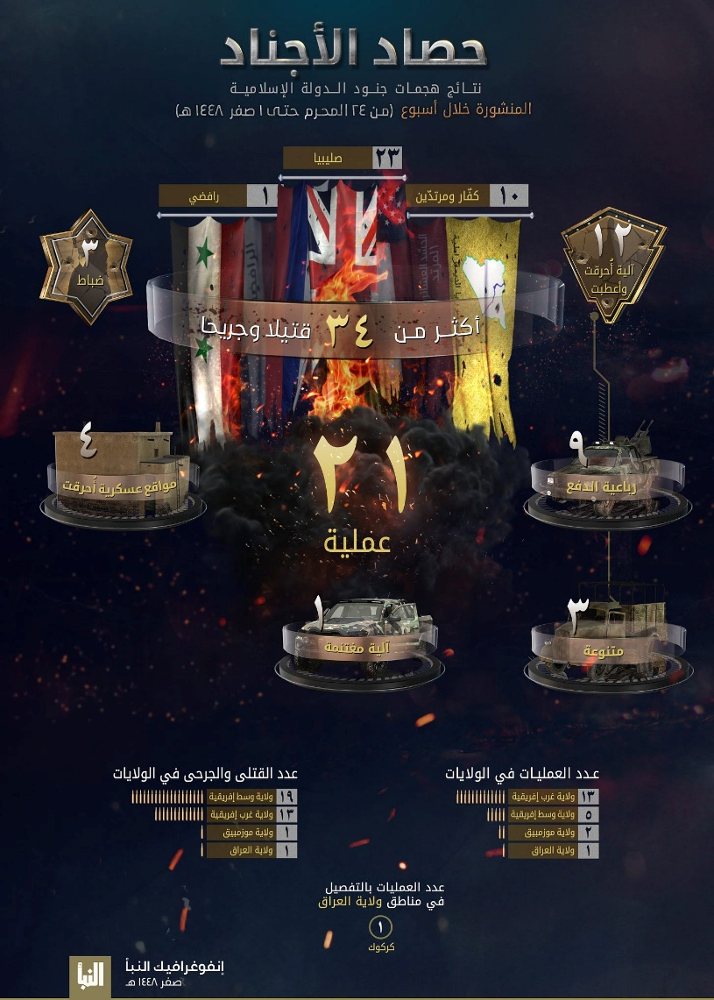 حصاد الأجناد
نتائج هجمات جنود الدولة الإسلامية
المنشورة خلال أسبوع (من ٢٤ المحرم حتى ١ صفر ١٤٤٨ هـ)
٢٣ صليبيا
١٠ كفّار ومرتدّين
١ رافضي
١٢
آلية أُحرقت
وأعطبت
٣
ضباط
أكثر من ٣٤ قتيلا وجريحا
٢١
عملية
٩
رباعية الدفع
٤
مواقع عسكرية أُحرقت
٣
متنوعة
١
آلية مغتنمة
عدد العمليات في الولايات
١٣ ولاية غرب إفريقية
٥ ولاية وسط إفريقية
٢ ولاية موزمبيق
١ ولاية العراق
عدد القتلى والجرحى في الولايات
١٩ ولاية وسط إفريقية
١٣ ولاية غرب إفريقية
١ ولاية موزمبيق
١ ولاية العراق
عدد العمليات بالتفصيل
في مناطق ولاية العراق
١
كركوك
إنفوغرافيك النبأ
صفر ١٤٤٨ هـ
النبأ